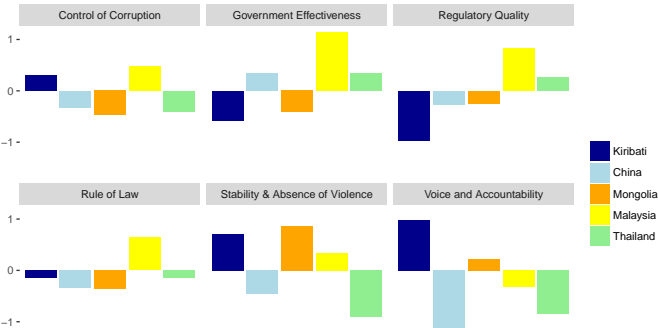 Control of Corruption Government Effectiveness Regulatory Quality
1
0
−1
Rule of Law Stability & Absence of Violence Voice and Accountability
1
0
−1
Kiribati
China
Mongolia
Malaysia
Thailand